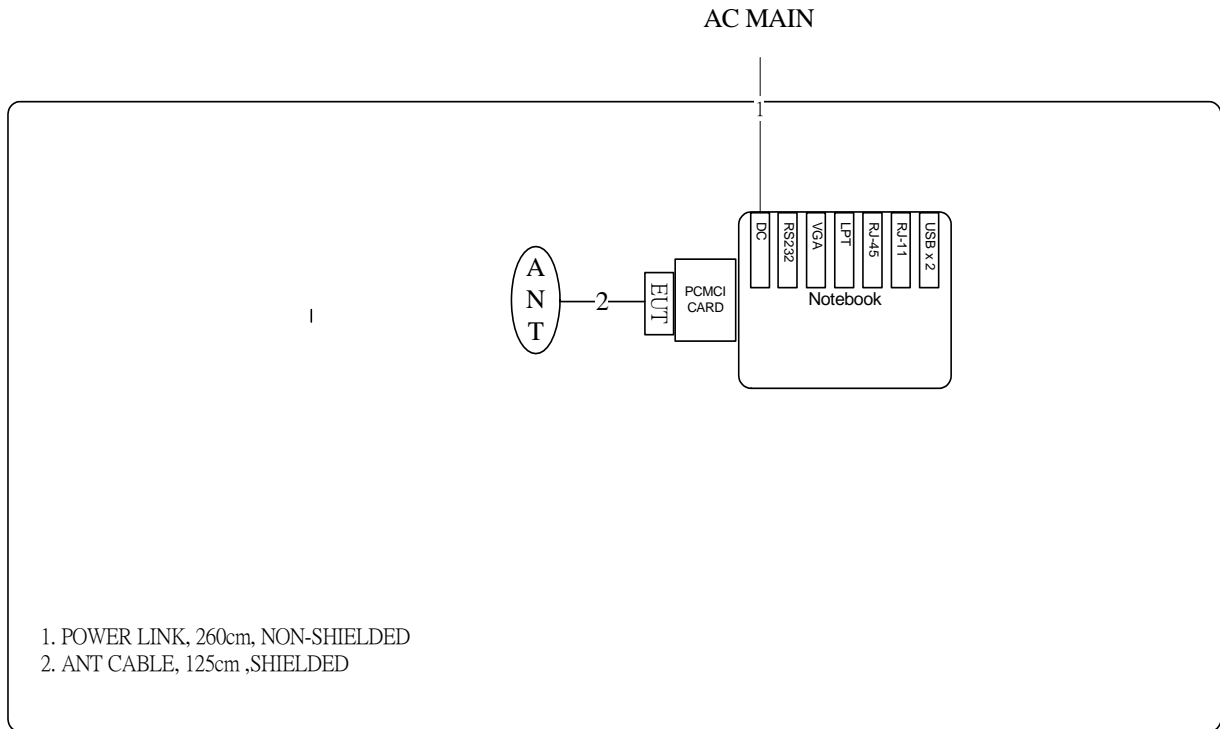 AC MAIN
1
DC
RS232
VGA
LPT
RJ-45
RJ-11
USB x 2
Notebook
A
N
T
2
EUT
PCMCI
CARD
1. POWER LINK, 260cm, NON-SHIELDED
2. ANT CABLE, 125cm ,SHIELDED